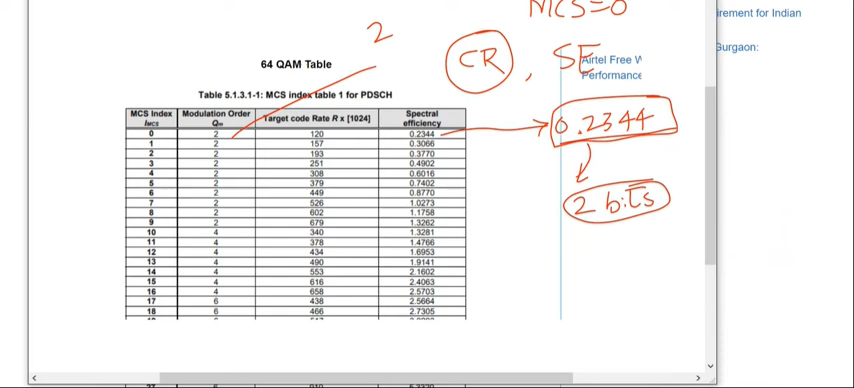 MCS=0
irement for Indian
2
CR, SE
Airtel Free W
Performance
Gurgaon:
64 QAM Table
Table 5.1.3.1-1: MCS index table 1 for PDSCH
MCS Index IMCS Modulation Order Qm Target code Rate R x [1024] Spectral efficiency
0 2 120 0.2344
1 2 157 0.3066
2 2 193 0.3770
3 2 251 0.4902
4 2 308 0.6016
5 2 379 0.7402
6 2 449 0.8770
7 2 526 1.0273
8 2 602 1.1758
9 2 679 1.3262
10 4 340 1.3281
11 4 378 1.4766
12 4 434 1.6953
13 4 490 1.9141
14 4 553 2.1602
15 4 616 2.4063
16 4 658 2.5703
17 6 438 2.5664
18 6 466 2.7305
0.2344
2 bits